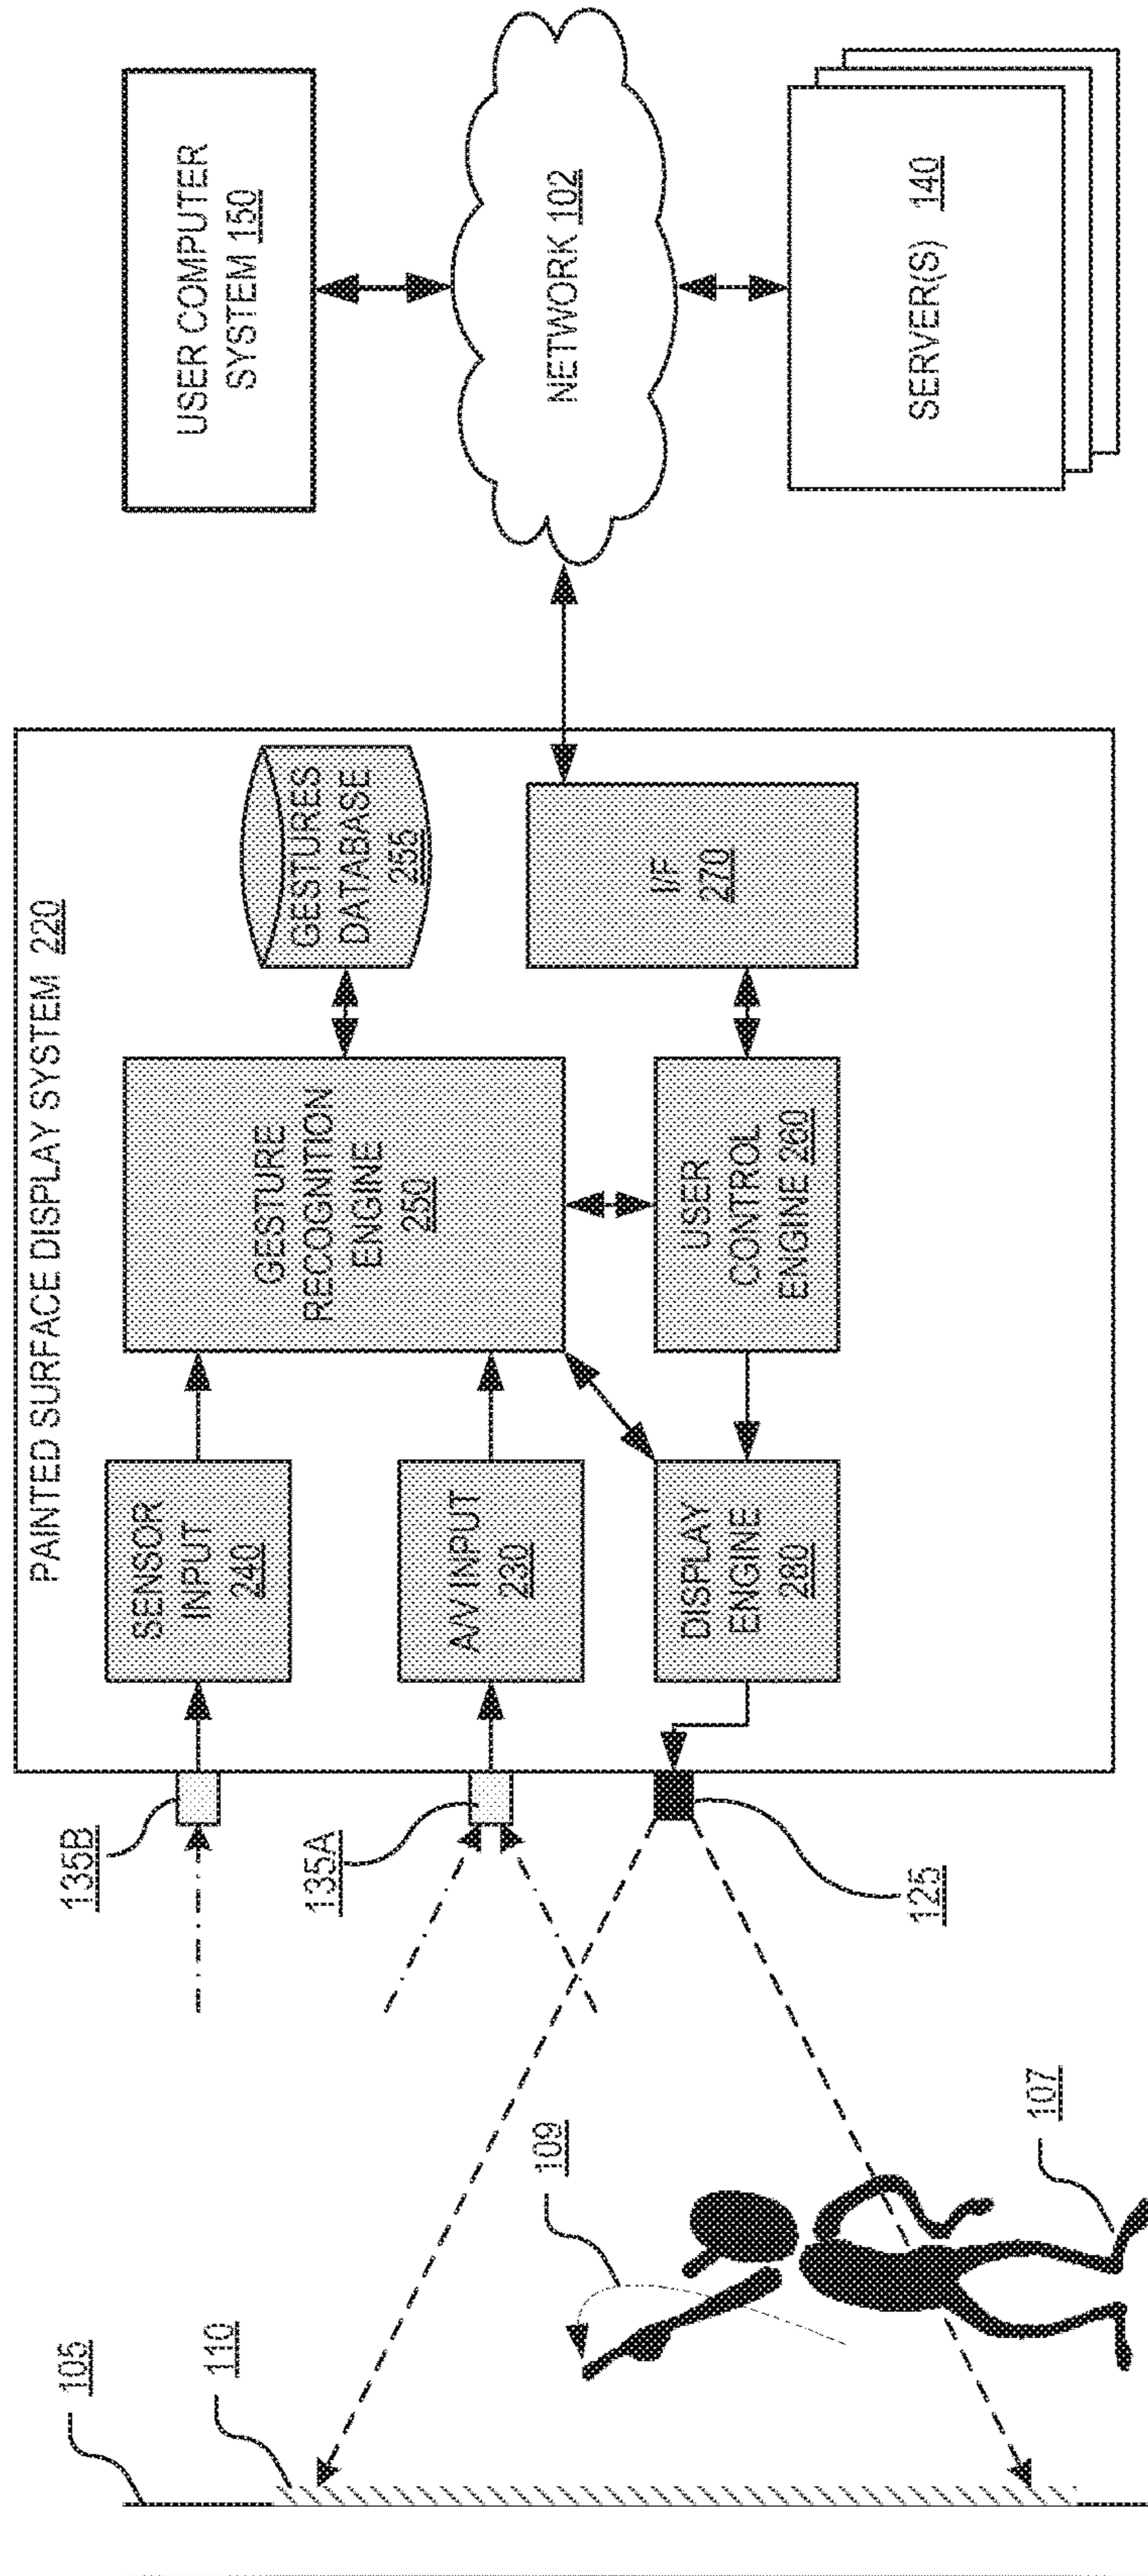 PAINTED SURFACE DISPLAY SYSTEM 220
105
110
109
107
135B
135A
125
SENSOR
INPUT
240
A/V INPUT
230
DISPLAY
ENGINE
280
GESTURE
RECOGNITION
ENGINE
250
USER
CONTROL
ENGINE 260
GESTURES
DATABASE
255
I/F
270
USER COMPUTER
SYSTEM 150
NETWORK 102
SERVER(S) 140